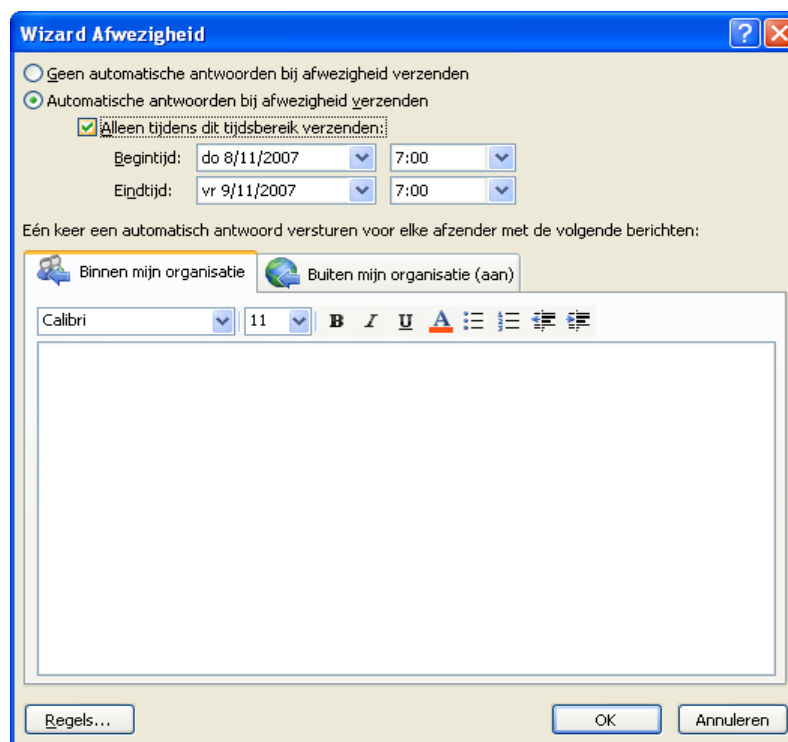 Wizard Afwezigheid
Geen automatische antwoorden bij afwezigheid verzenden
Automatische antwoorden bij afwezigheid verzenden
Alleen tijdens dit tijdsbereik verzenden:
Begintijd: do 8/11/2007 7:00
Eindtijd: vr 9/11/2007 7:00
Eén keer een automatisch antwoord versturen voor elke afzender met de volgende berichten:
Binnen mijn organisatie Buiten mijn organisatie (aan)
Calibri 11 B I U A
Regels... OK Annuleren